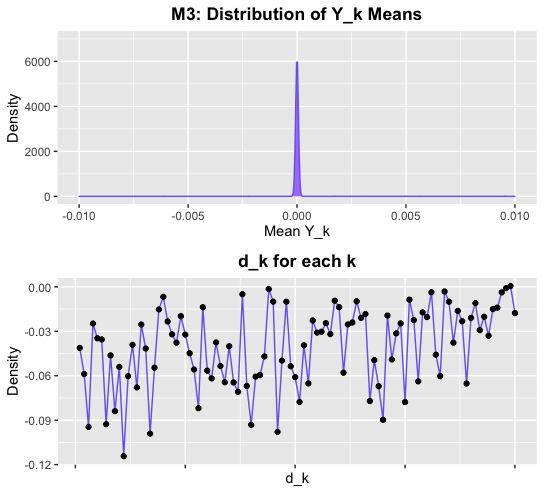 M3: Distribution of Y_k Means
Density
6000
4000
2000
0
-0.010
-0.005
0.000
0.005
0.010
Mean Y_k
d_k for each k
Density
0.00
-0.03
-0.06
-0.09
-0.12
d_k